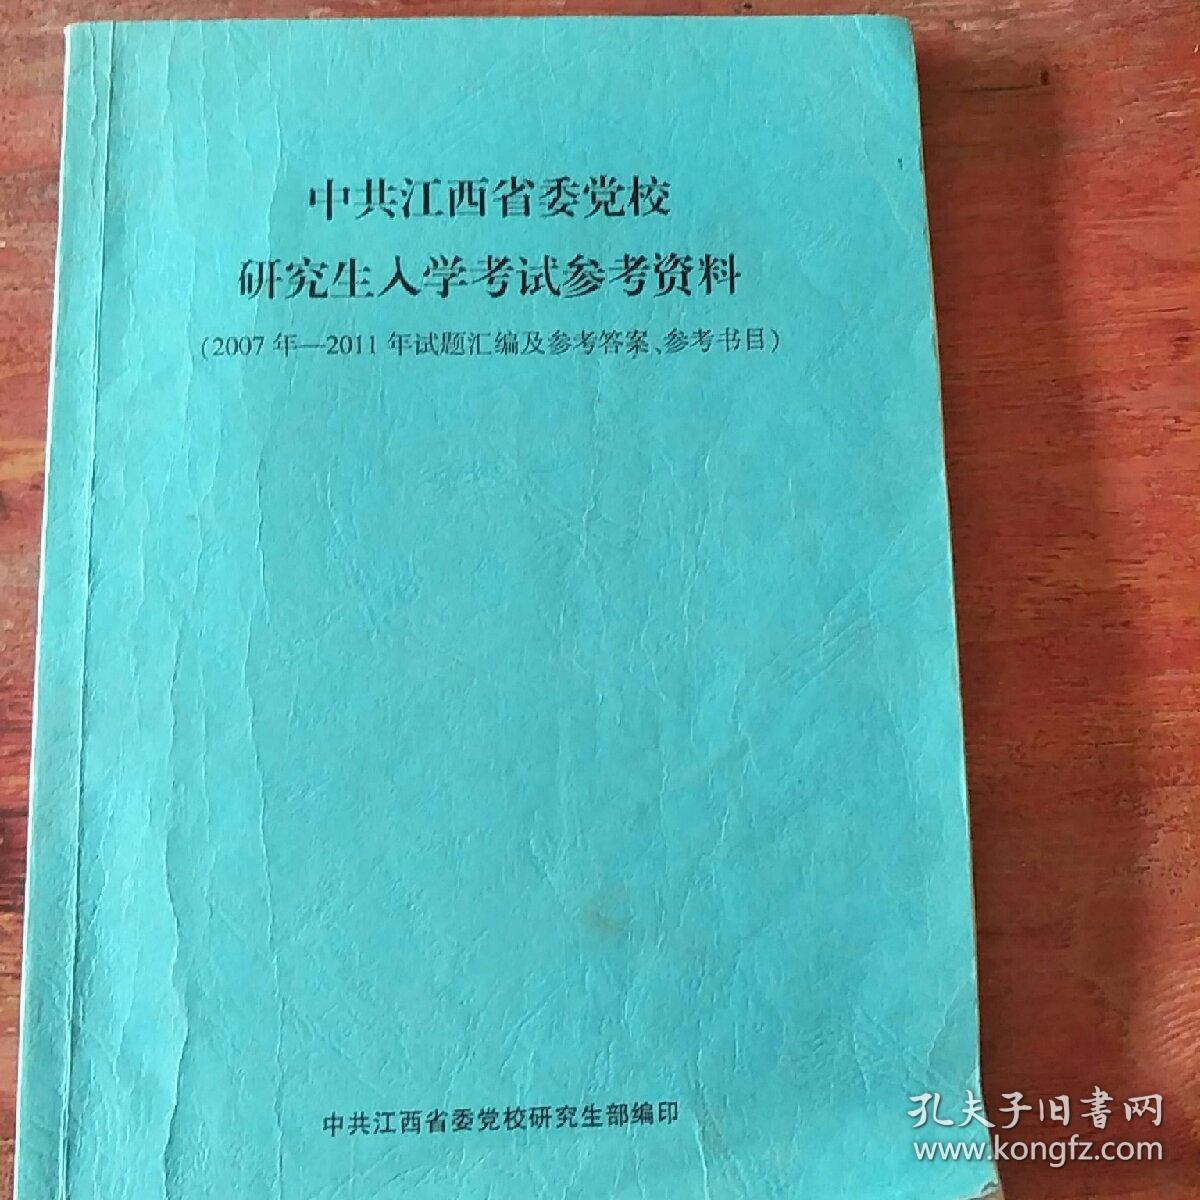 中共江西省委党校
研究生入学考试参考资料
(2007年—2011年试题汇编及参考答案、参考书目)
中共江西省委党校研究生部编印
孔夫子旧書网
www.kongfz.com